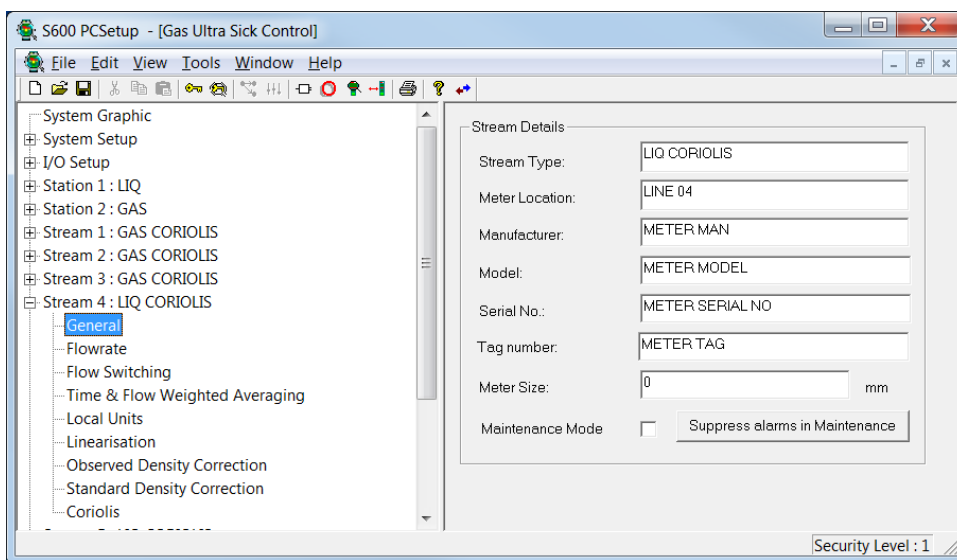 S600 PCSetup - [Gas Ultra Sick Control]
File Edit View Tools Window Help
System Graphic
System Setup
I/O Setup
Station 1 : LIQ
Station 2 : GAS
Stream 1 : GAS CORIOLIS
Stream 2 : GAS CORIOLIS
Stream 3 : GAS CORIOLIS
Stream 4 : LIQ CORIOLIS
General
Flowrate
Flow Switching
Time & Flow Weighted Averaging
Local Units
Linearisation
Observed Density Correction
Standard Density Correction
Coriolis
Stream Details
Stream Type: LIQ CORIOLIS
Meter Location: LINE 04
Manufacturer: METER MAN
Model: METER MODEL
Serial No.: METER SERIAL NO
Tag number: METER TAG
Meter Size: 0 mm
Maintenance Mode Suppress alarms in Maintenance
Security Level : 1